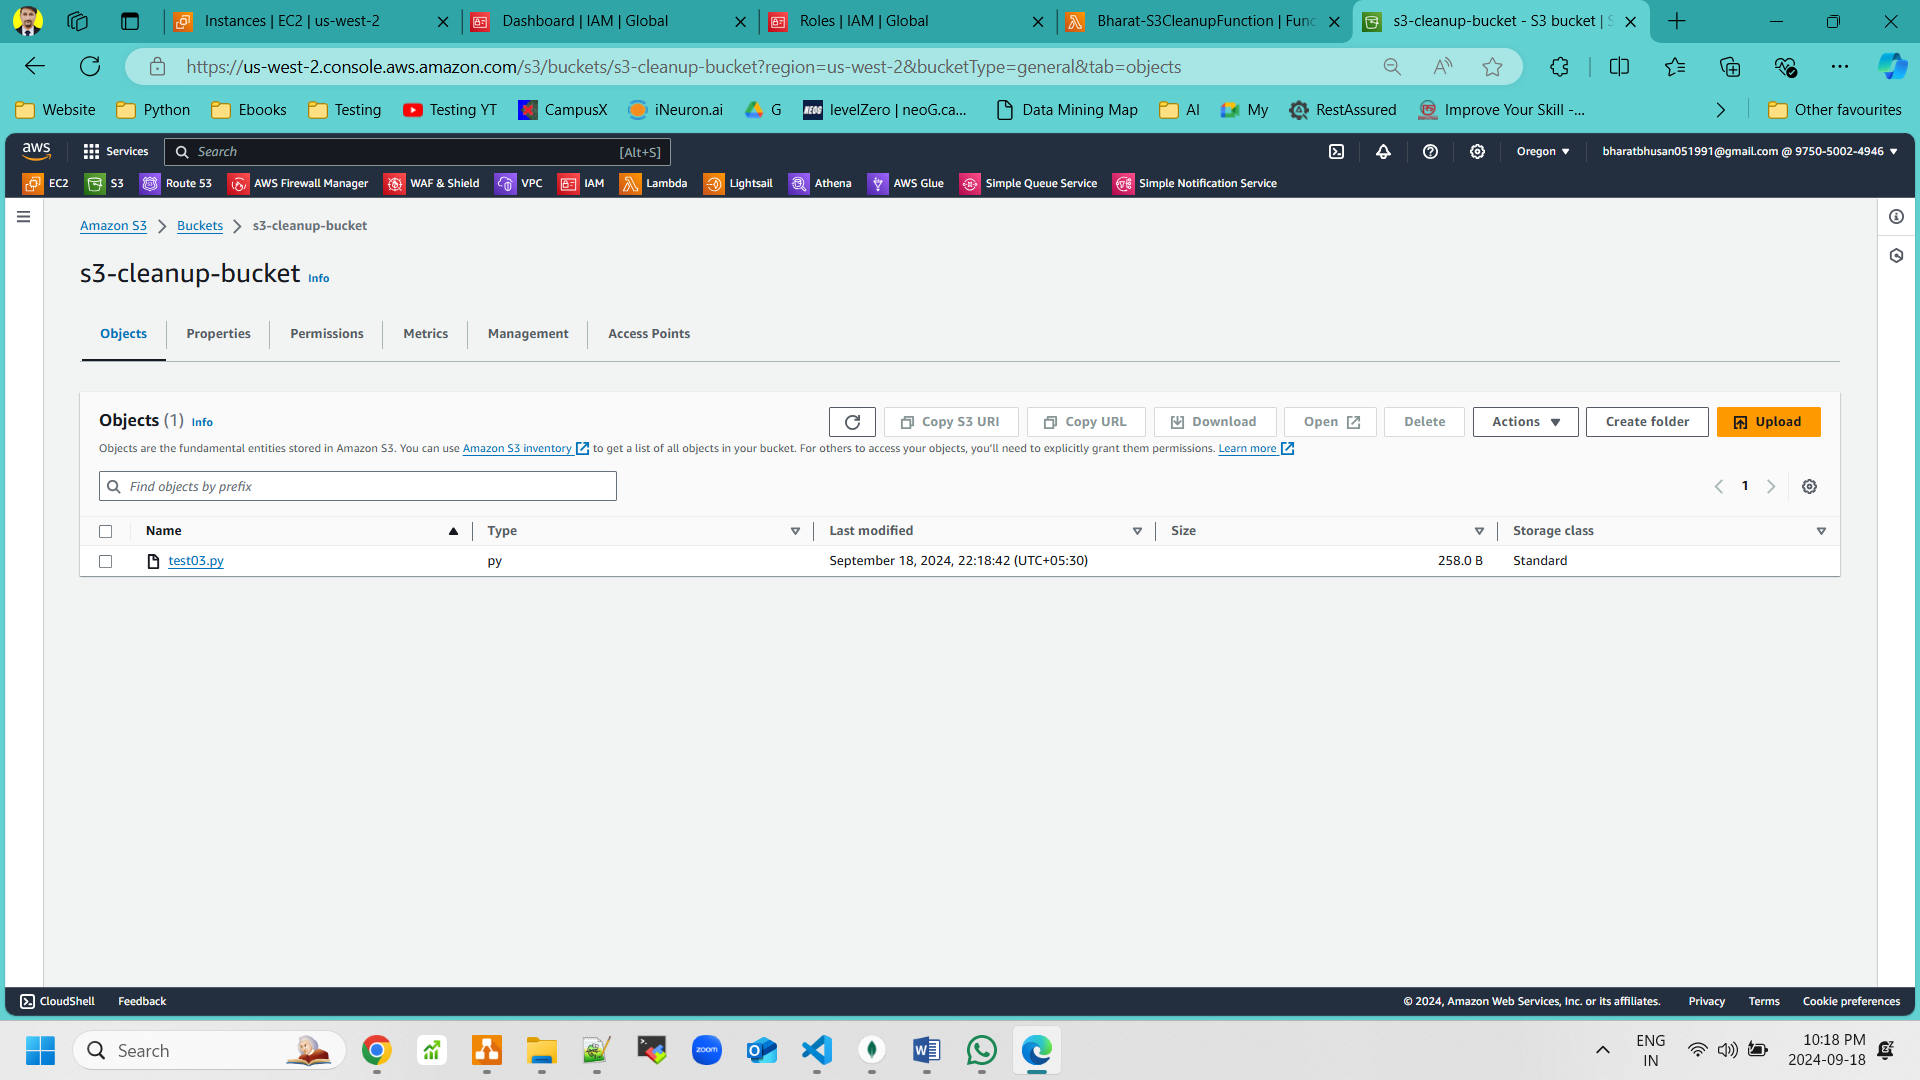 Instances | EC2 | us-west-2
Dashboard | IAM | Global
Roles | IAM | Global
Bharat-S3CleanupFunction | Func
s3-cleanup-bucket - S3 bucket | S
https://us-west-2.console.aws.amazon.com/s3/buckets/s3-cleanup-bucket?region=us-west-2&bucketType=general&tab=objects
Website Python Ebooks Testing Testing YT CampusX iNeuron.ai G levelZero | neoG.ca... Data Mining Map AI My RestAssured Improve Your Skill -... Other favourites
aws Services Search [Alt+S] Oregon bharatbhusan051991@gmail.com @ 9750-5002-4946
EC2 S3 Route 53 AWS Firewall Manager WAF & Shield VPC IAM Lambda Lightsail Athena AWS Glue Simple Queue Service Simple Notification Service
Amazon S3 > Buckets > s3-cleanup-bucket
s3-cleanup-bucket Info
Objects Properties Permissions Metrics Management Access Points
Objects (1) Info
Copy S3 URI Copy URL Download Open Delete Actions Create folder Upload
Objects are the fundamental entities stored in Amazon S3. You can use Amazon S3 inventory to get a list of all objects in your bucket. For others to access your objects, you'll need to explicitly grant them permissions. Learn more
Find objects by prefix
1
Name Type Last modified Size Storage class
test03.py py September 18, 2024, 22:18:42 (UTC+05:30) 258.0 B Standard
CloudShell Feedback © 2024, Amazon Web Services, Inc. or its affiliates. Privacy Terms Cookie preferences
Search
zoom
ENG
IN
10:18 PM
2024-09-18